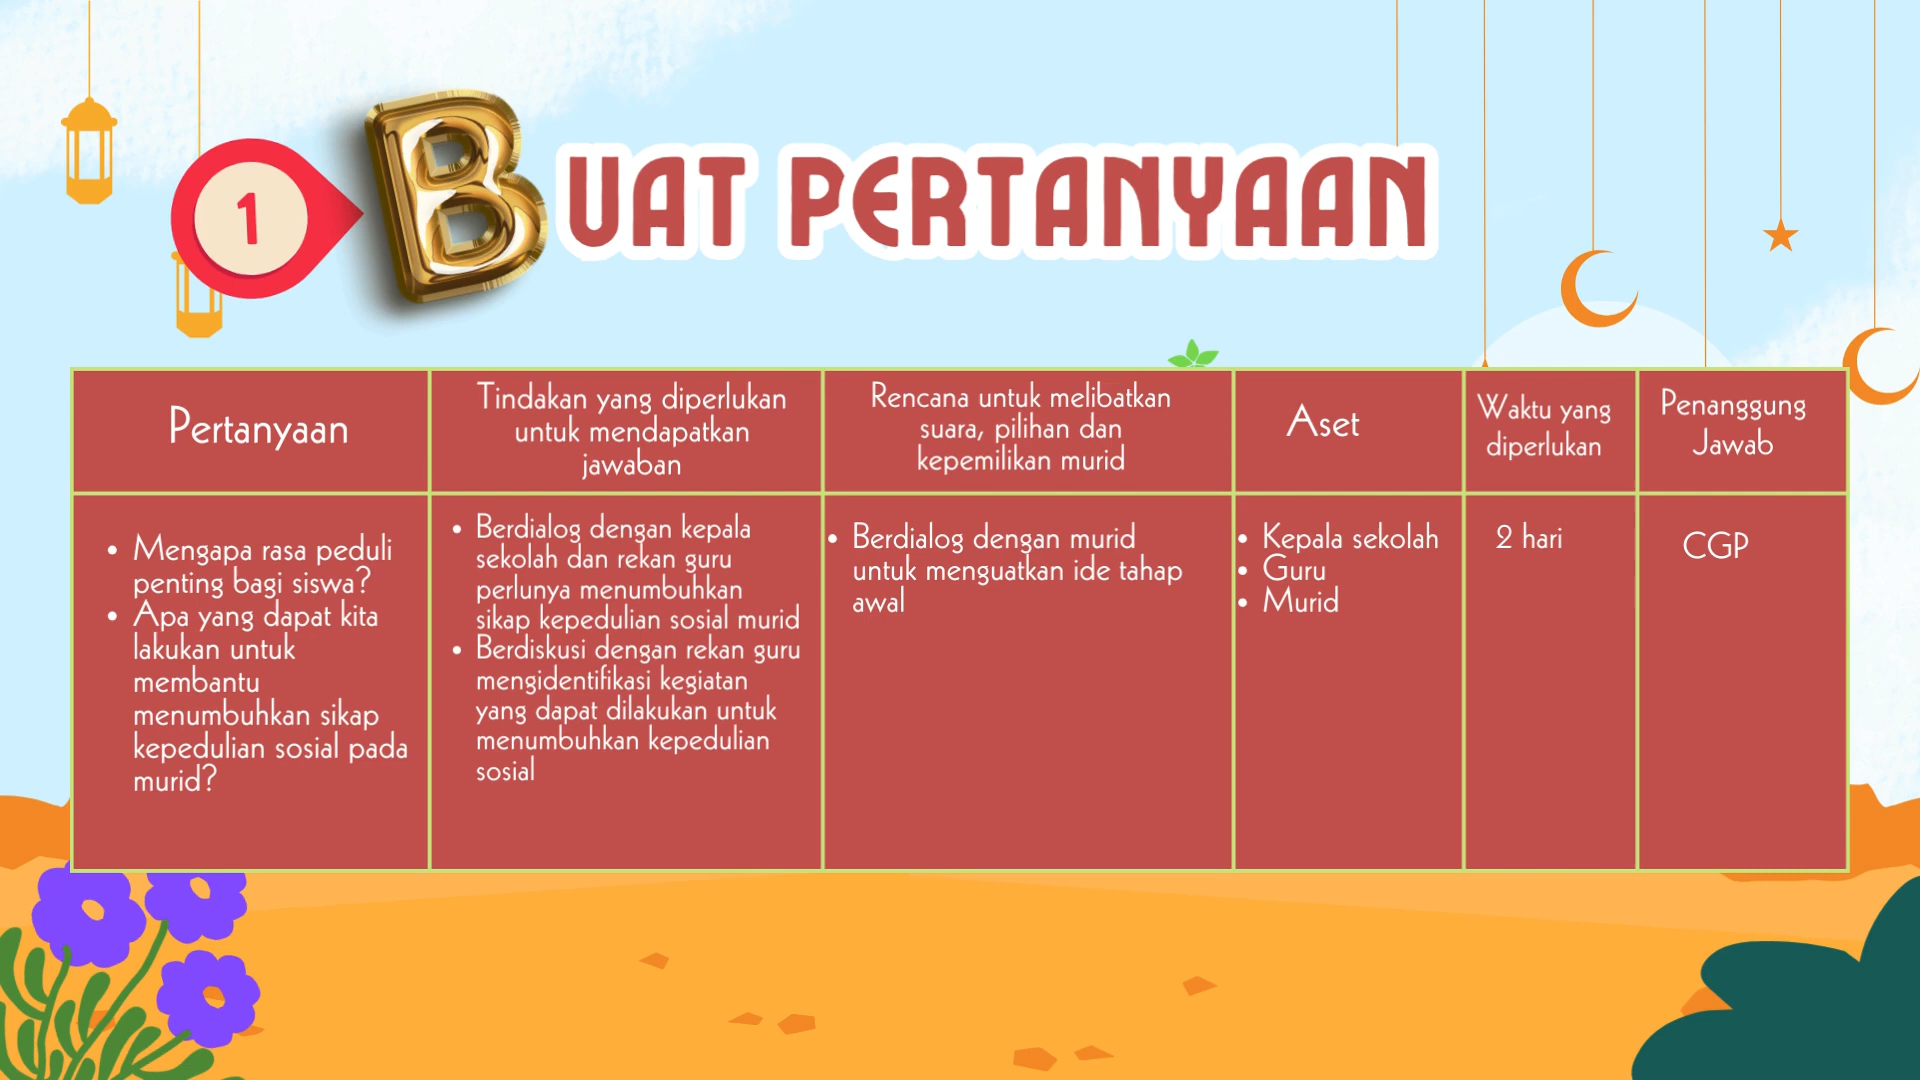 1
BUAT PERTANYAAN
Pertanyaan
Tindakan yang diperlukan
untuk mendapatkan
jawaban
Rencana untuk melibatkan
suara, pilihan dan
kepemilikan murid
Aset
Waktu yang
diperlukan
Penanggung
Jawab
• Mengapa rasa peduli
penting bagi siswa?
• Apa yang dapat kita
lakukan untuk
membantu
menumbuhkan sikap
kepedulian sosial pada
murid?
• Berdialog dengan kepala
sekolah dan rekan guru
perlunya menumbuhkan
sikap kepedulian sosial murid
• Berdiskusi dengan rekan guru
mengidentifikasi kegiatan
yang dapat dilakukan untuk
menumbuhkan kepedulian
sosial
• Berdialog dengan murid
untuk menguatkan ide tahap
awal
• Kepala sekolah
• Guru
• Murid
2 hari
CGP